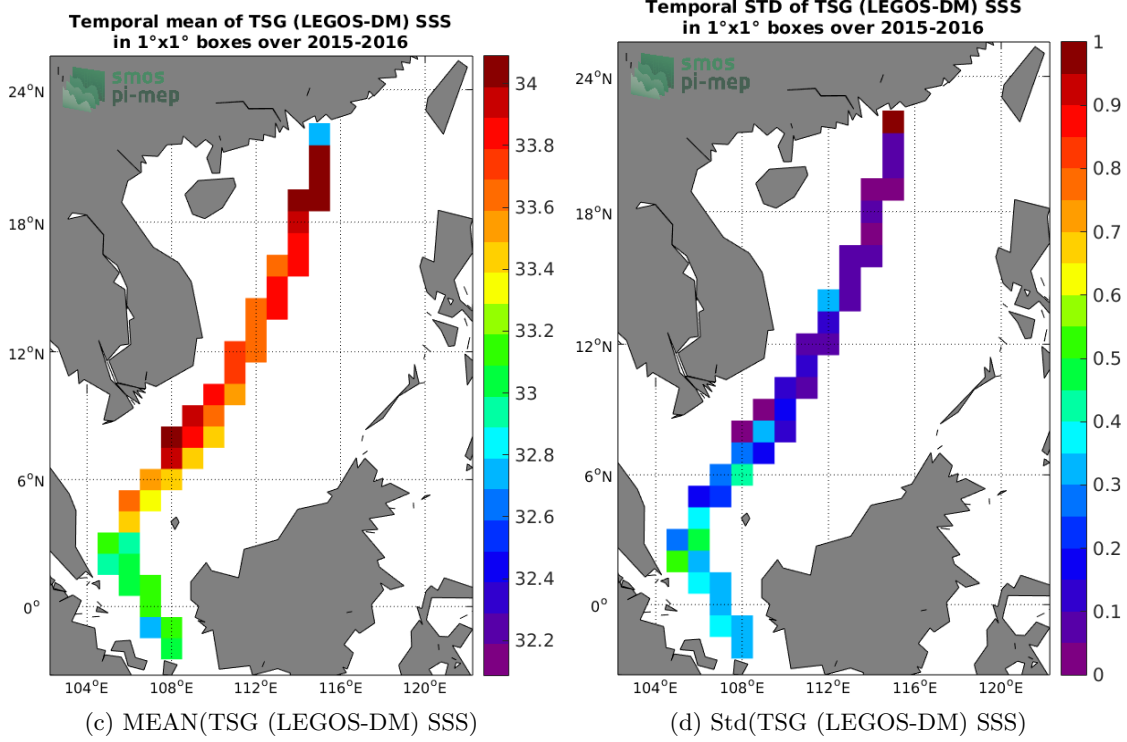 Temporal mean of TSG (LEGOS-DM) SSS
in 1°x1° boxes over 2015-2016
smos
pi-mep
24°N
18°N
12°N
6°N
0°
104°E
108°E
112°E
116°E
120°E
34
33.8
33.6
33.4
33.2
33
32.8
32.6
32.4
32.2
(c) MEAN(TSG (LEGOS-DM) SSS)
Temporal STD of TSG (LEGOS-DM) SSS
in 1°x1° boxes over 2015-2016
smos
pi-mep
24°N
18°N
12°N
6°N
0°
104°E
108°E
112°E
116°E
120°E
1
0.9
0.8
0.7
0.6
0.5
0.4
0.3
0.2
0.1
0
(d) Std(TSG (LEGOS-DM) SSS)